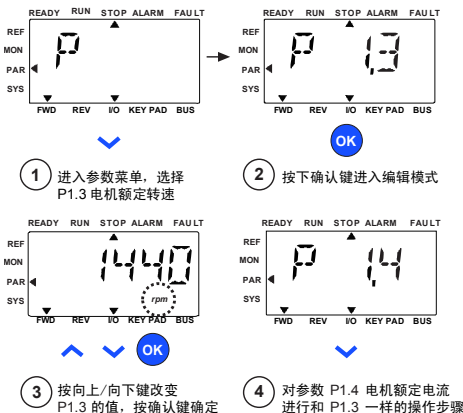 READY RUN STOP ALARM FAULT
REF
MON
PAR
SYS
P
FWD REV I/O KEYPAD BUS
1 进入参数菜单，选择
P1.3 电机额定转速
READY RUN STOP ALARM FAULT
REF
MON
PAR
SYS
P 1,3
FWD REV I/O KEYPAD BUS
OK
2 按下确认键进入编辑模式
READY RUN STOP ALARM FAULT
REF
MON
PAR
SYS
1440
rpm
FWD REV I/O KEYPAD BUS
OK
3 按向上/向下键改变
P1.3 的值，按确认键确定
READY RUN STOP ALARM FAULT
REF
MON
PAR
SYS
P 1,4
FWD REV I/O KEYPAD BUS
4 对参数 P1.4 电机额定电流
进行和 P1.3 一样的操作步骤